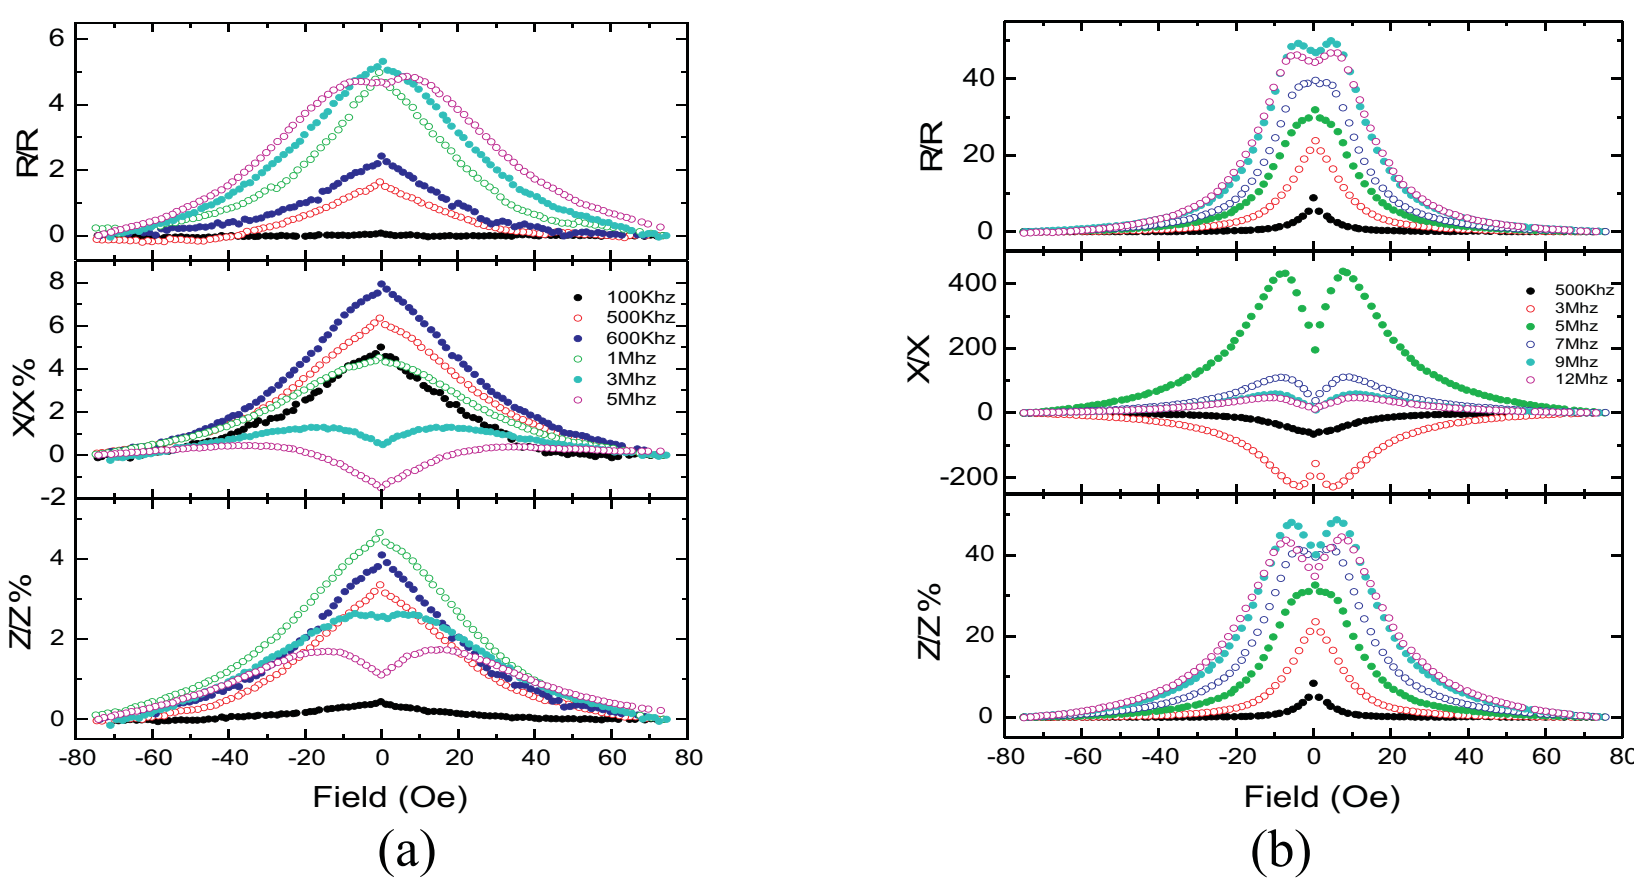 6
4
2
0
R/R
8
6
4
2
0
-2
X/X%
100Khz
500Khz
600Khz
1Mhz
3Mhz
5Mhz
4
2
0
Z/Z%
-80 -60 -40 -20 0 20 40 60 80
Field (Oe)
(a)
40
20
0
R/R
400
200
0
-200
X/X
500Khz
3Mhz
5Mhz
7Mhz
9Mhz
12Mhz
40
20
0
Z/Z%
-80 -60 -40 -20 0 20 40 60 80
Field (Oe)
(b)